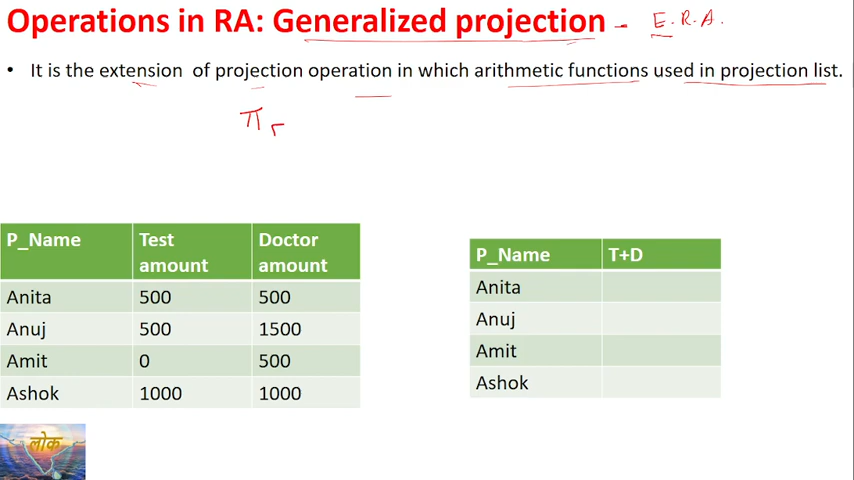 Operations in RA: Generalized projection - E.R.A.
• It is the extension of projection operation in which arithmetic functions used in projection list.
π
P_Name Test amount Doctor amount
Anita 500 500
Anuj 500 1500
Amit 0 500
Ashok 1000 1000
P_Name T+D
Anita
Anuj
Amit
Ashok
लोक